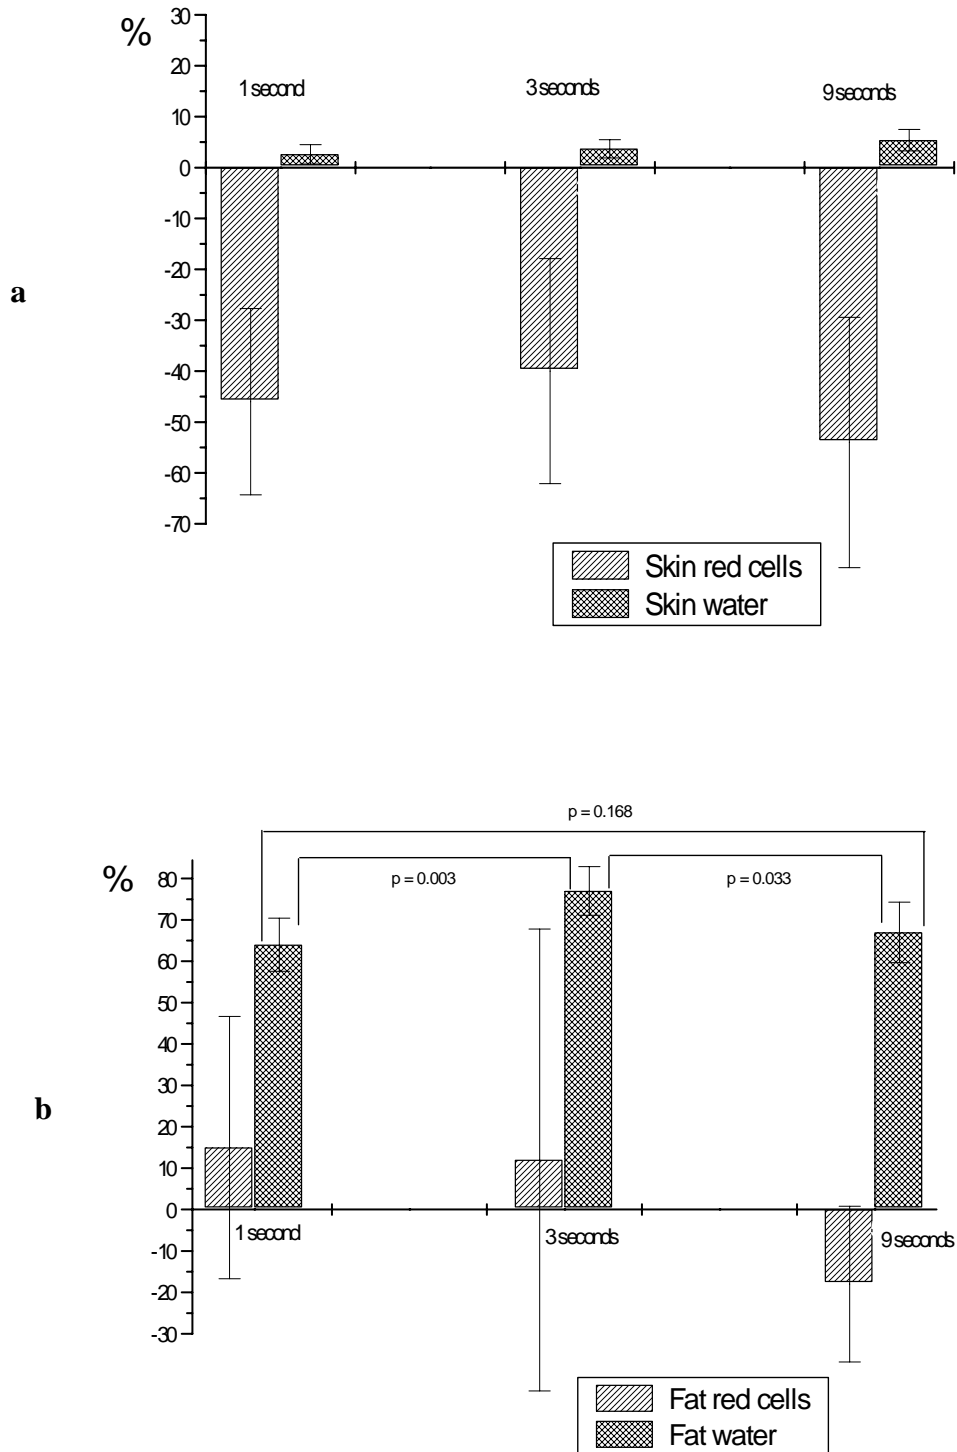 %
30
20
10
0
-10
-20
-30
-40
-50
-60
-70
1 second
3 seconds
9 seconds
a
Skin red cells
Skin water
p = 0.168
p = 0.003
p = 0.033
%
80
70
60
50
40
30
20
10
0
-10
-20
-30
1 second
3 seconds
9 seconds
b
Fat red cells
Fat water